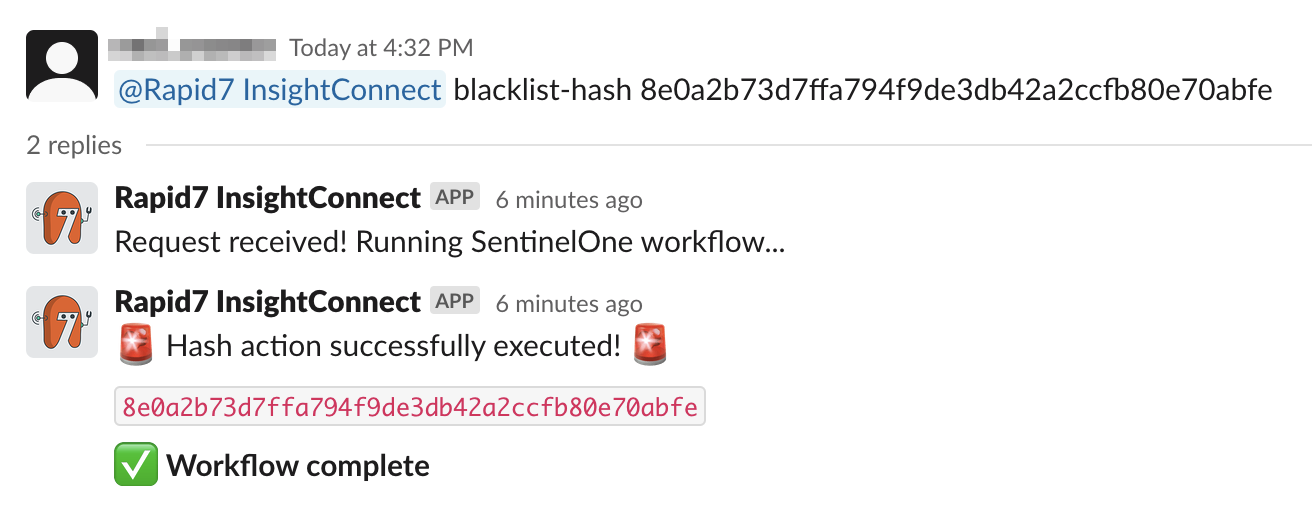 Today at 4:32 PM
@Rapid7 InsightConnect blacklist-hash 8e0a2b73d7ffa794f9de3db42a2ccfb80e70abfe
2 replies
Rapid7 InsightConnect APP 6 minutes ago
Request received! Running SentinelOne workflow...
Rapid7 InsightConnect APP 6 minutes ago
Hash action successfully executed!
8e0a2b73d7ffa794f9de3db42a2ccfb80e70abfe
Workflow complete